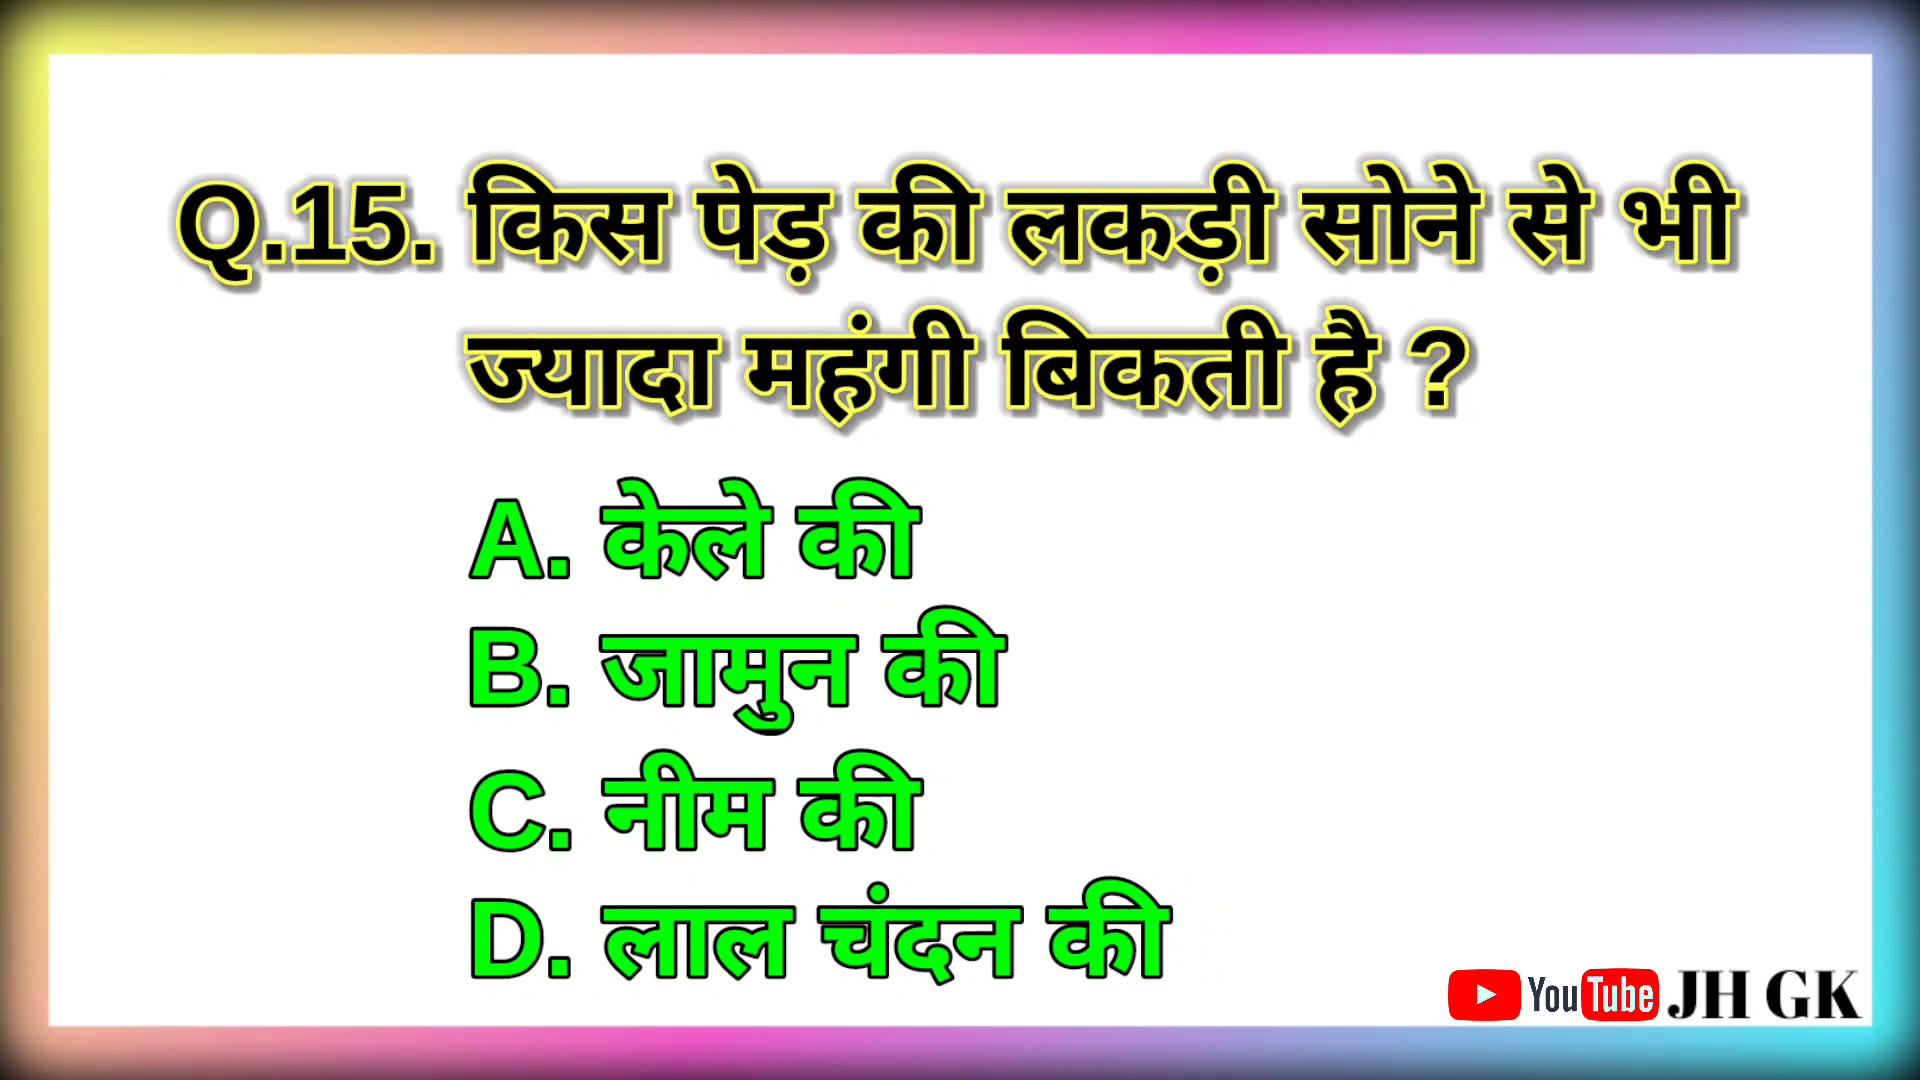 Q.15. किस पेड़ की लकड़ी सोने से भी
ज्यादा महंगी बिकती है ?
A. केले की
B. जामुन की
C. नीम की
D. लाल चंदन की
YouTube JH GK